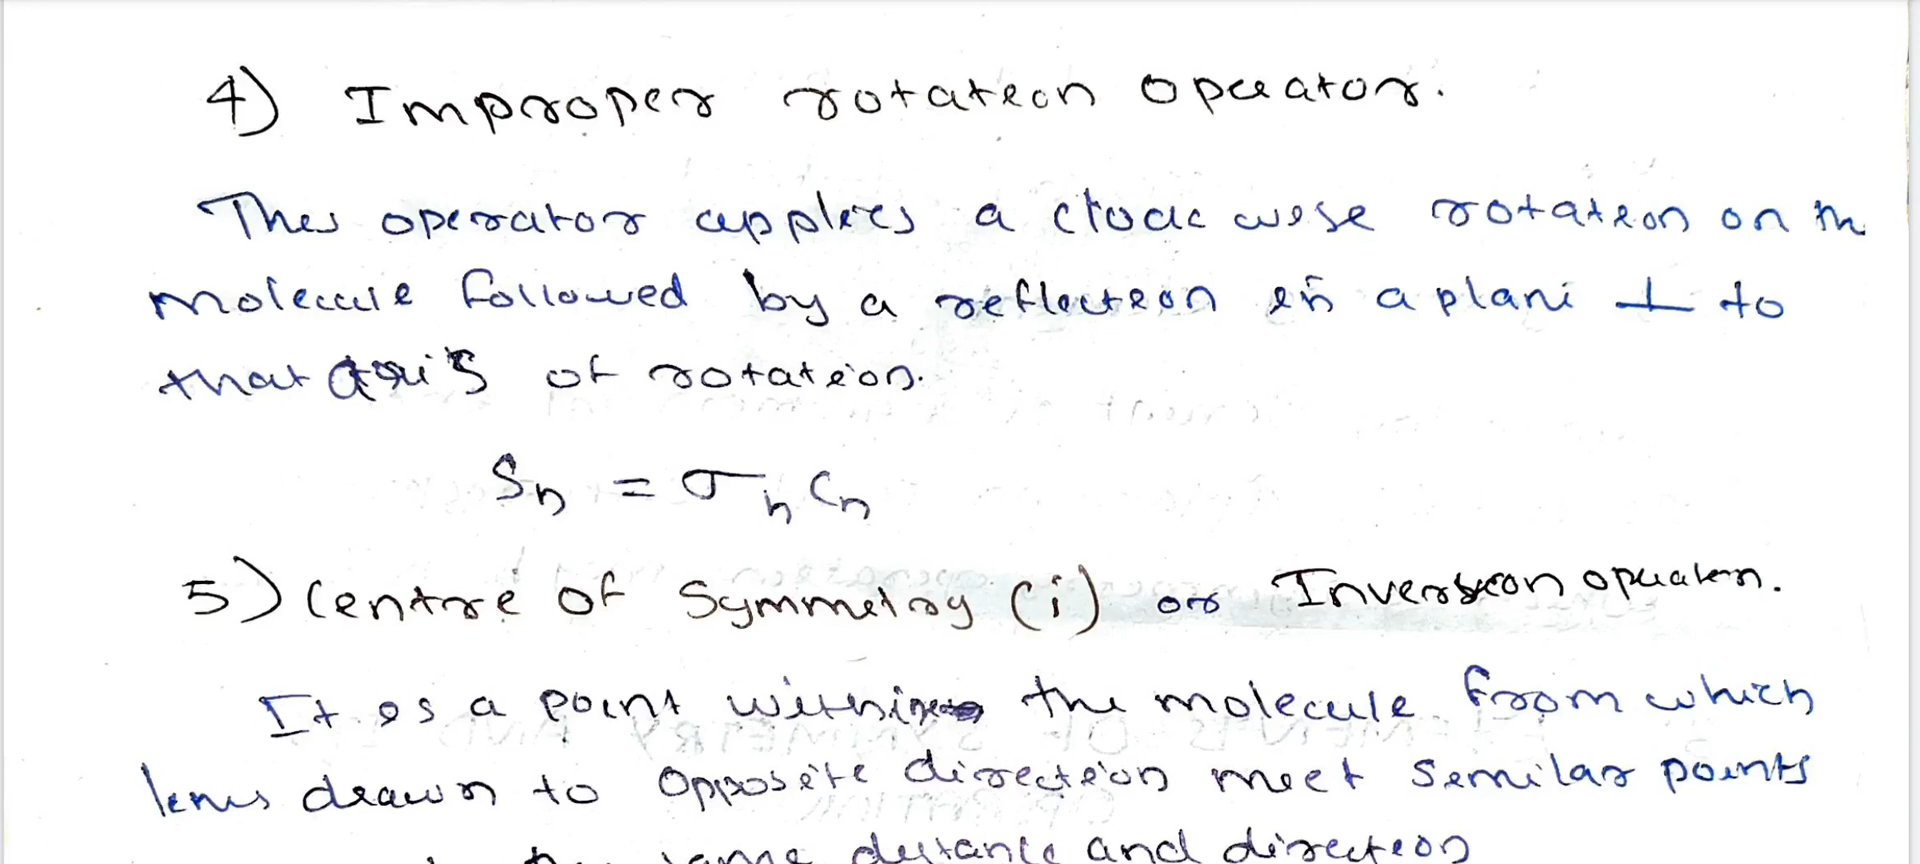 4) Improper rotation operator.
This operator applies a clock wise rotation on the
molecule followed by a reflection in a plane ⊥ to
that axis of rotation.
Sn = σh Cn
5) Centre of Symmetry (i) or Inversion operation.
It is a point within the molecule from which
lines drawn to opposite direction meet similar points
same distance and direction